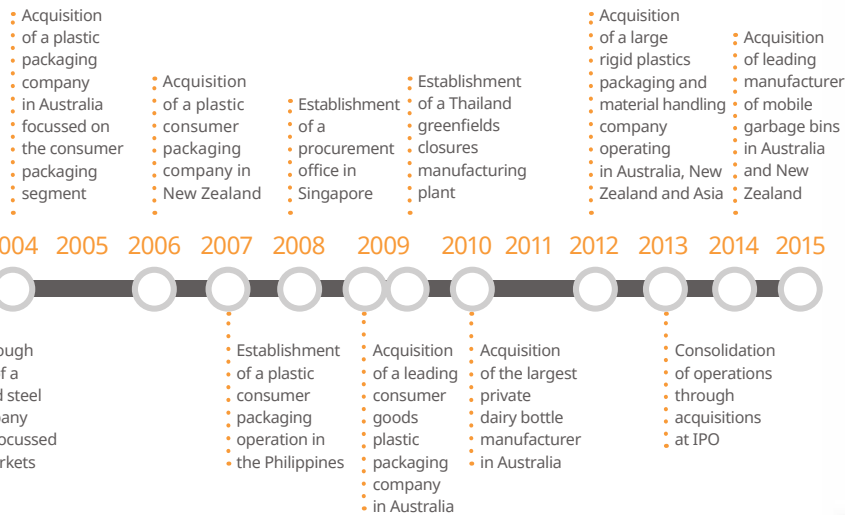 Acquisition
of a plastic
packaging
company
in Australia
focussed on
the consumer
packaging
segment
Acquisition
of a plastic
consumer
packaging
company in
New Zealand
Establishment
of a
procurement
office in
Singapore
Establishment
of a Thailand
greenfields
closures
manufacturing
plant
Acquisition
of a large
rigid plastics
packaging and
material handling
company
operating
in Australia, New
Zealand and Asia
Acquisition
of leading
manufacturer
of mobile
garbage bins
in Australia
and New
Zealand
004 2005 2006 2007 2008 2009 2010 2011 2012 2013 2014 2015
of a
steel
Establishment
of a plastic
consumer
packaging
operation in
the Philippines
Acquisition
of a leading
consumer
goods
plastic
packaging
company
in Australia
Acquisition
of the largest
private
dairy bottle
manufacturer
in Australia
Consolidation
of operations
through
acquisitions
at IPO